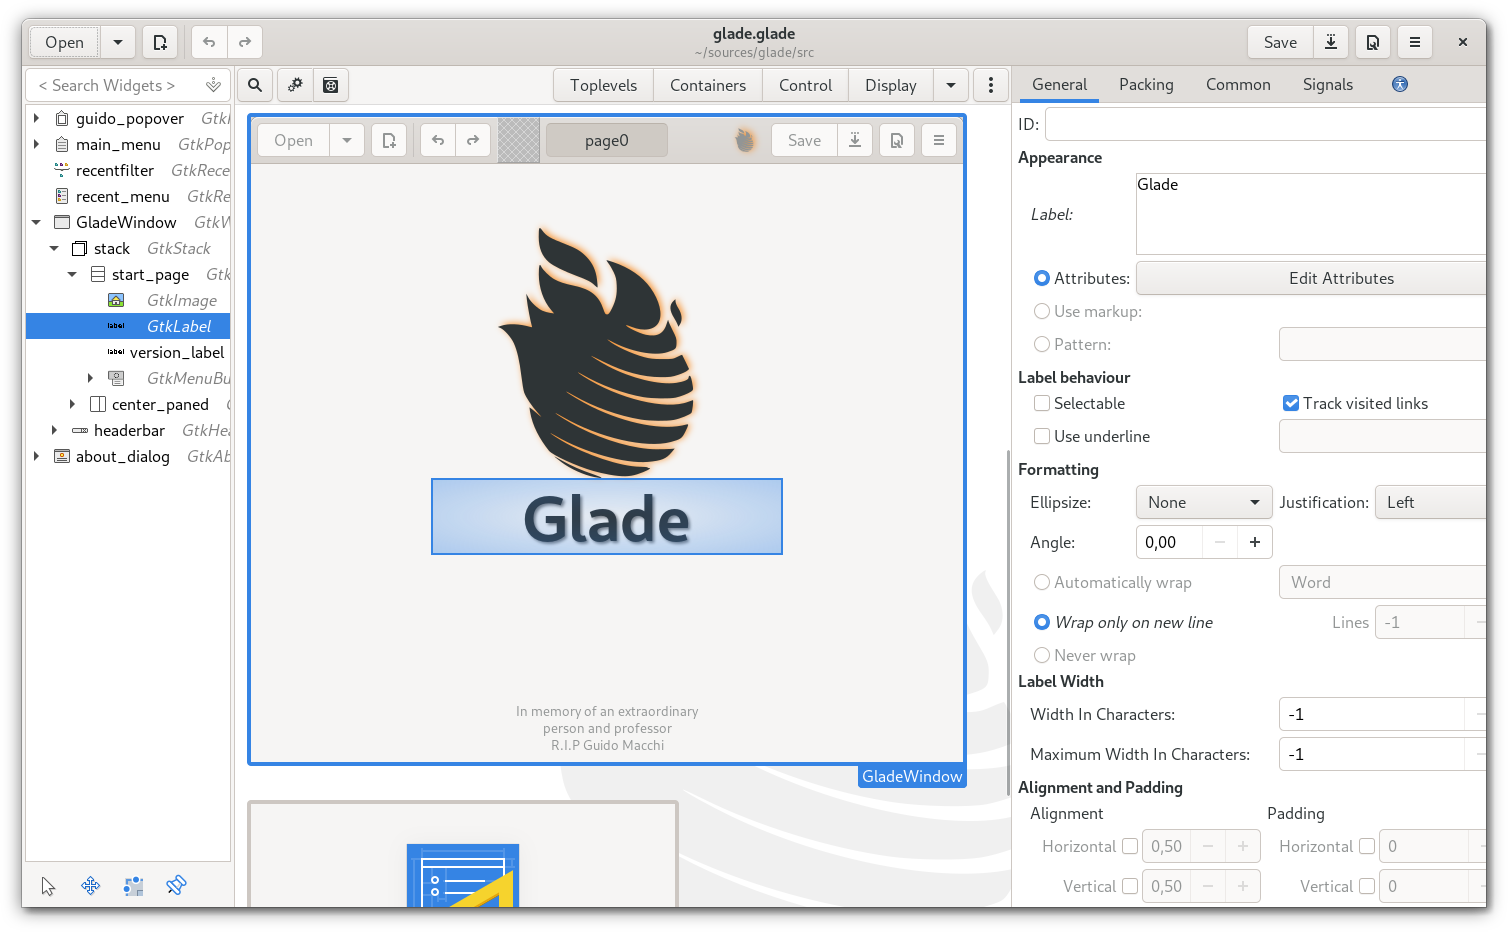 Open
glade.glade
~/sources/glade/src
Save
< Search Widgets >
Toplevels Containers Control Display
General Packing Common Signals
guido_popover
main_menu GtkPop
recentfilter GtkRece
recent_menu GtkRe
GladeWindow
stack GtkStack
start_page Gtk
GtkImage
label GtkLabel
label version_label
GtkMenuBu
center_paned
headerbar GtkHea
about_dialog GtkAb
Open page0 Save
Glade
In memory of an extraordinary
person and professor
R.I.P Guido Macchi
GladeWindow
ID:
Appearance
Label: Glade
Attributes: Edit Attributes
Use markup:
Pattern:
Label behaviour
Selectable Track visited links
Use underline
Formatting
Ellipsize: None Justification: Left
Angle: 0,00 − +
Automatically wrap Word
Wrap only on new line Lines -1
Never wrap
Label Width
Width In Characters: -1
Maximum Width In Characters: -1
Alignment and Padding
Alignment Padding
Horizontal 0,50 − + Horizontal 0
Vertical 0,50 − + Vertical 0